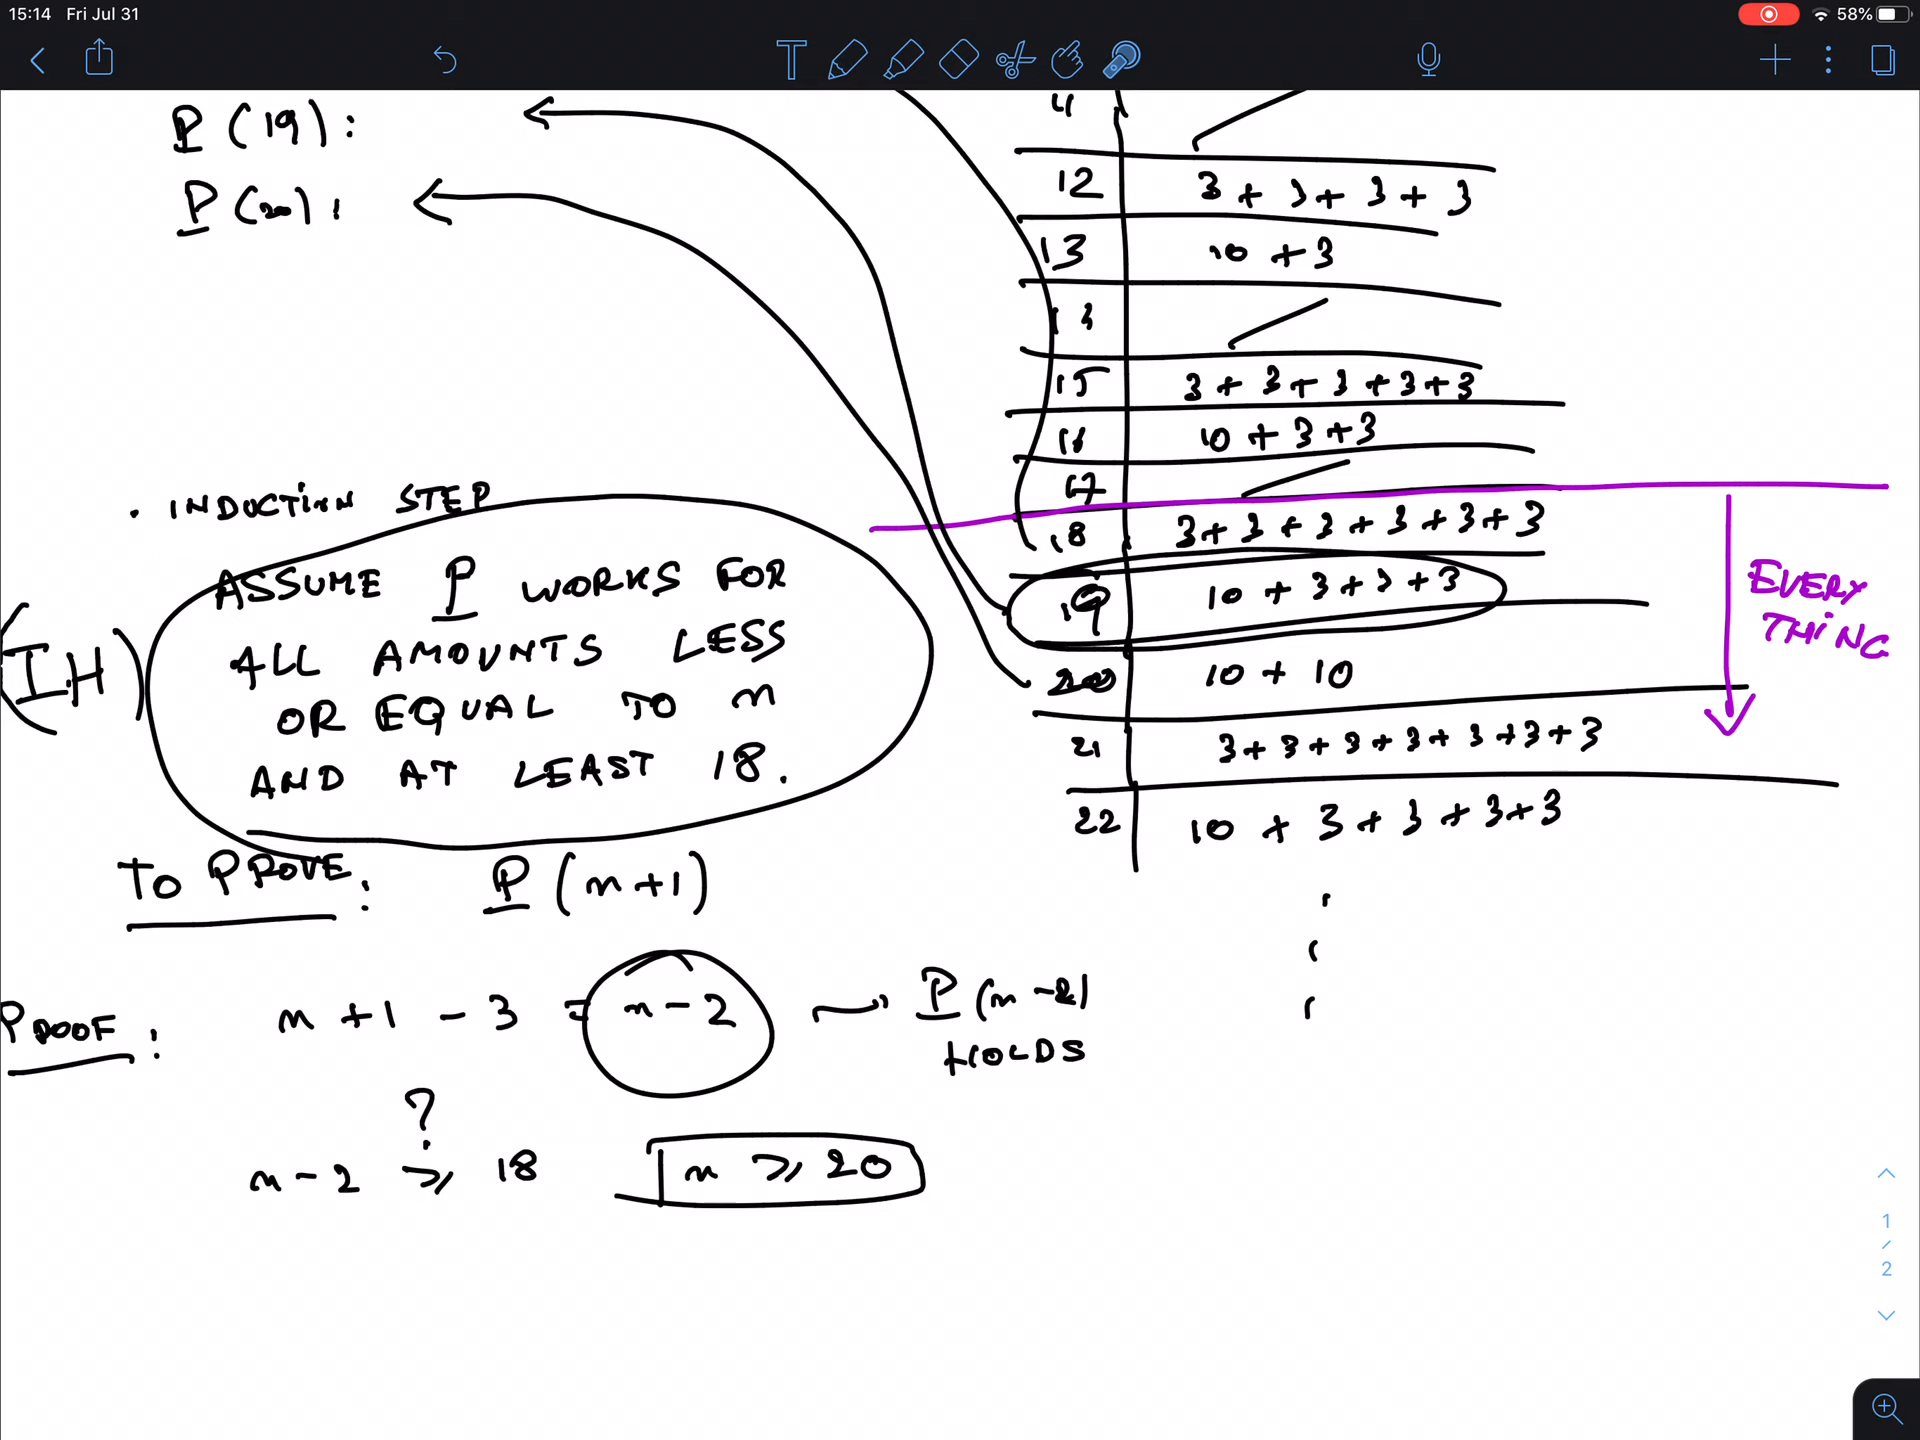 15:14 Fri Jul 31
58%
P (19):
P (20):
4
12 3 + 3 + 3 + 3
13 10 + 3
15 3 + 3 + 3 + 3 + 3
16 10 + 3 + 3
17
18 3 + 3 + 3 + 3 + 3 + 3
19 10 + 3 + 3 + 3
20 10 + 10
21 3 + 3 + 3 + 3 + 3 + 3 + 3
22 10 + 3 + 3 + 3 + 3
EVERY
THING
. INDUCTION STEP
(IH)
ASSUME P WORKS FOR
ALL AMOUNTS LESS
OR EQUAL TO n
AND AT LEAST 18.
TO PROVE: P (n+1)
PROOF: n + 1 - 3 = n - 2 → P (n - 2)
HOLDS
?
n - 2 ⩾ 18 n ⩾ 20
1
/
2